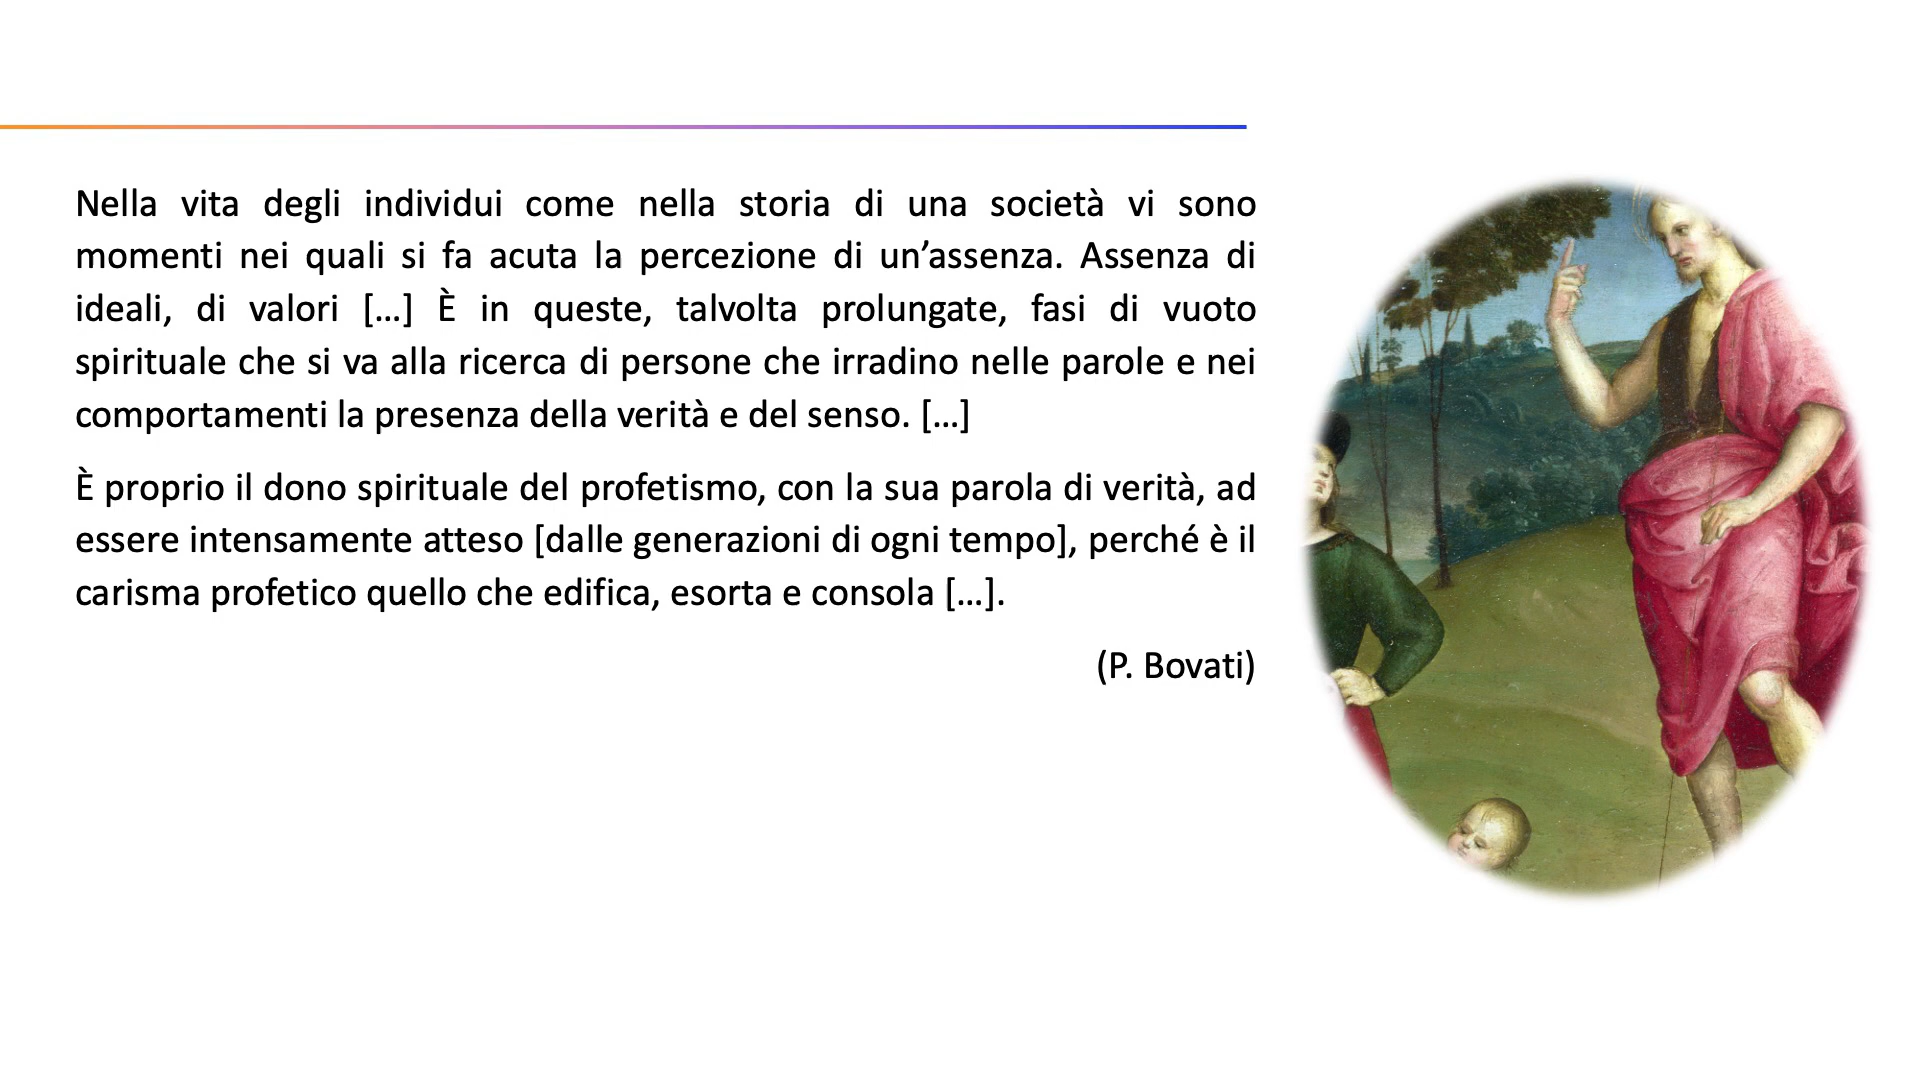 Nella vita degli individui come nella storia di una società vi sono
momenti nei quali si fa acuta la percezione di un’assenza. Assenza di
ideali, di valori […] È in queste, talvolta prolungate, fasi di vuoto
spirituale che si va alla ricerca di persone che irradino nelle parole e nei
comportamenti la presenza della verità e del senso. […]
È proprio il dono spirituale del profetismo, con la sua parola di verità, ad
essere intensamente atteso [dalle generazioni di ogni tempo], perché è il
carisma profetico quello che edifica, esorta e consola […].
(P. Bovati)